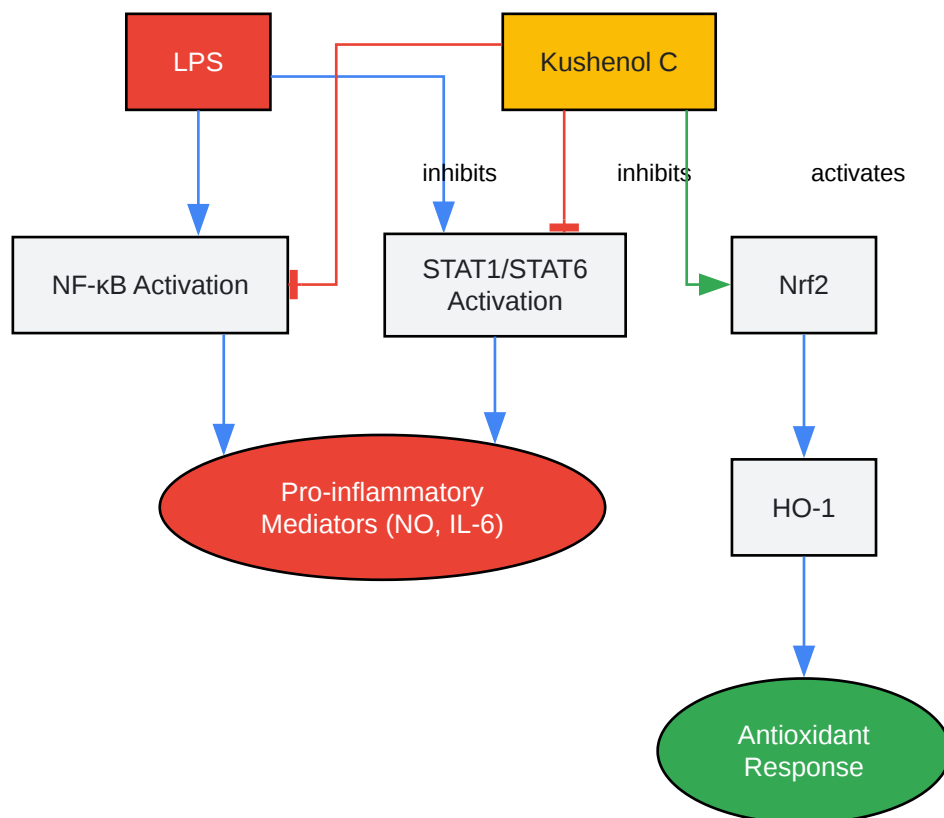 LPS
Kushenol C
inhibits
inhibits
activates
NF-κB Activation
STAT1/STAT6
Activation
Nrf2
Pro-inflammatory
Mediators (NO, IL-6)
HO-1
Antioxidant
Response